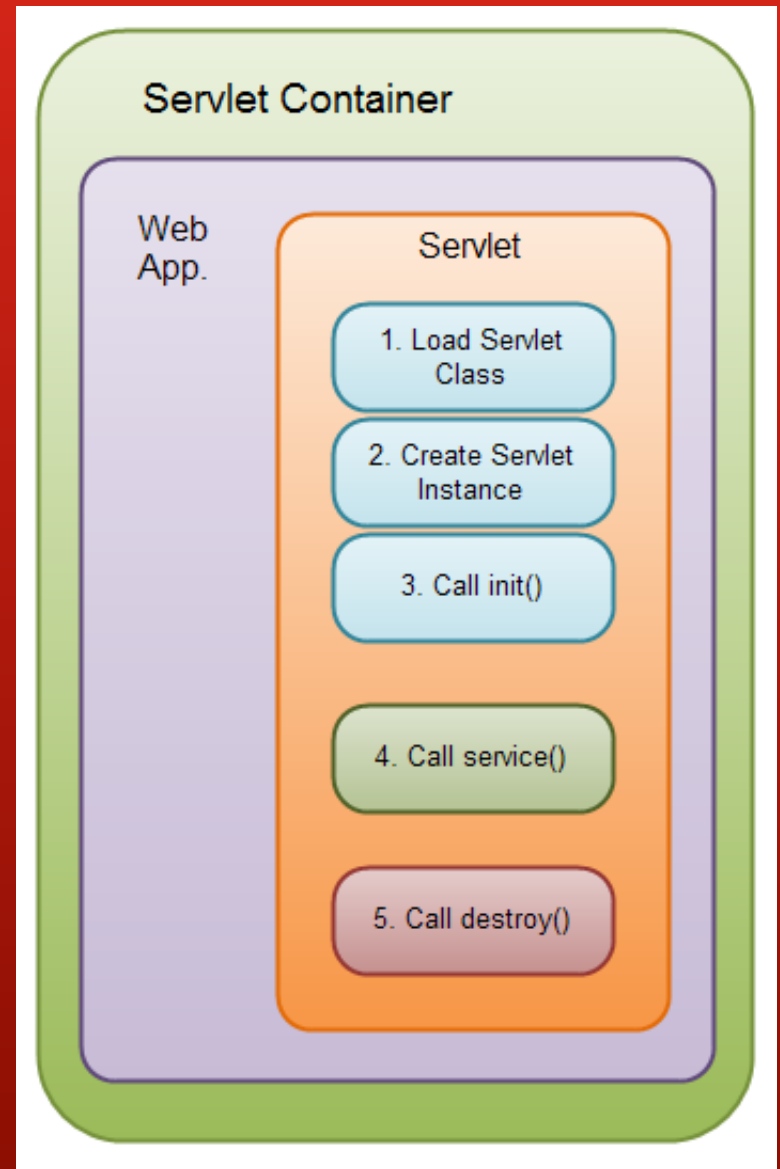 Servlet Container
Web
App.
Servlet
1. Load Servlet
Class
2. Create Servlet
Instance
3. Call init()
4. Call service()
5. Call destroy()